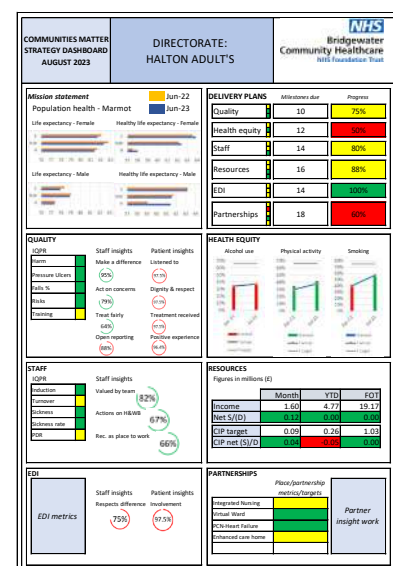 COMMUNITIES MATTER
STRATEGY DASHBOARD
AUGUST 2023
DIRECTORATE:
HALTON ADULT'S
NHS
Bridgewater
Community Healthcare
NHS Foundation Trust
Mission statement
Jun-22
Population health - Marmot
Jun-23
Life expectancy - Female
Healthy life expectancy - Female
Life expectancy - Male
Healthy life expectancy - Male
DELIVERY PLANS
Milestones due
Progress
Quality
10
75%
Health equity
12
50%
Staff
14
80%
Resources
16
88%
EDI
14
100%
Partnerships
18
60%
QUALITY
IQPR
Staff insights
Patient insights
Harm
Make a difference
Listened to
Pressure Ulcers
95%
97.5%
Falls %
Act on concerns
Dignity & respect
Risks
79%
97.5%
Training
Treat fairly
Treatment received
64%
97.5%
Open reporting
Positive experience
88%
HEALTH EQUITY
Alcohol use
Physical activity
Smoking
STAFF
IQPR
Staff insights
Induction
Valued by team
82%
Turnover
Sickness
Actions on H&WB
67%
Sickness rate
PDR
Rec. as place to work
66%
RESOURCES
Figures in millions (£)
Month
YTD
FOT
Income
1.60
4.77
19.17
Net S/(D)
0.12
0.00
0.00
CIP target
0.09
0.26
1.03
CIP net (S)/D
0.04
-0.05
0.00
EDI
EDI metrics
Staff insights
Patient insights
Respects difference
Involvement
75%
97.5%
PARTNERSHIPS
Place/partnership
metrics/targets
Integrated Nursing
Virtual Ward
PCN-Heart Failure
Enhanced care home
Partner
insight work